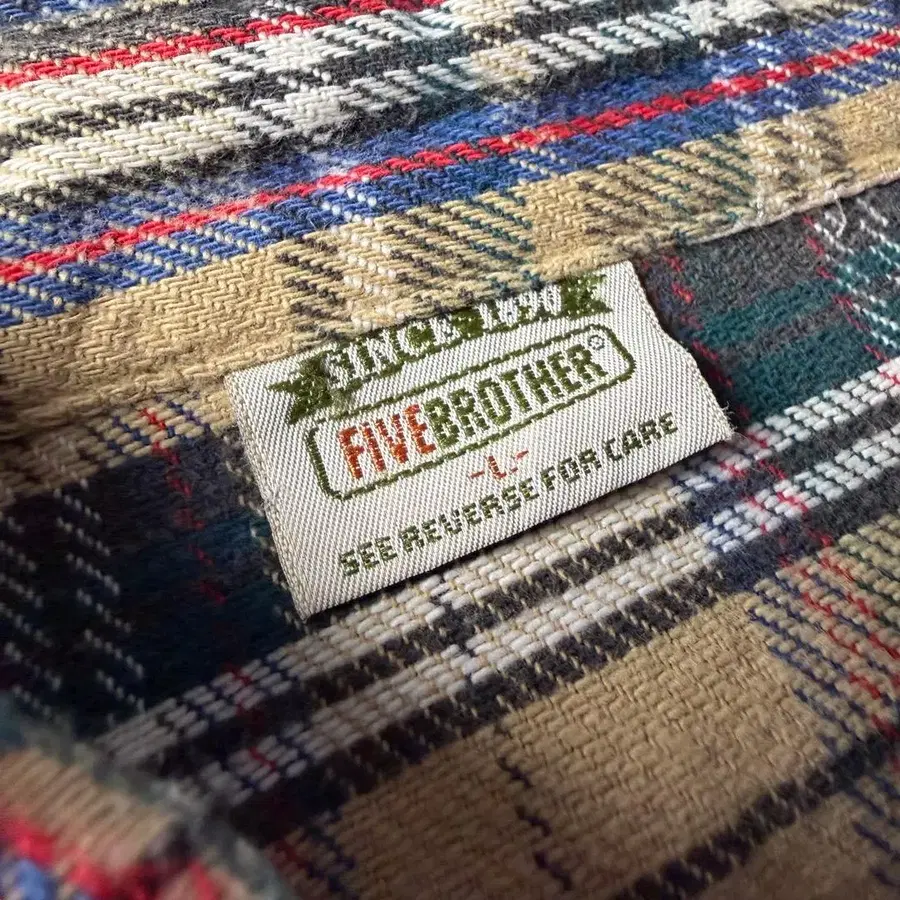 SINCE 1890
FIVEBROTHER®
-L-
SEE REVERSE FOR CARE